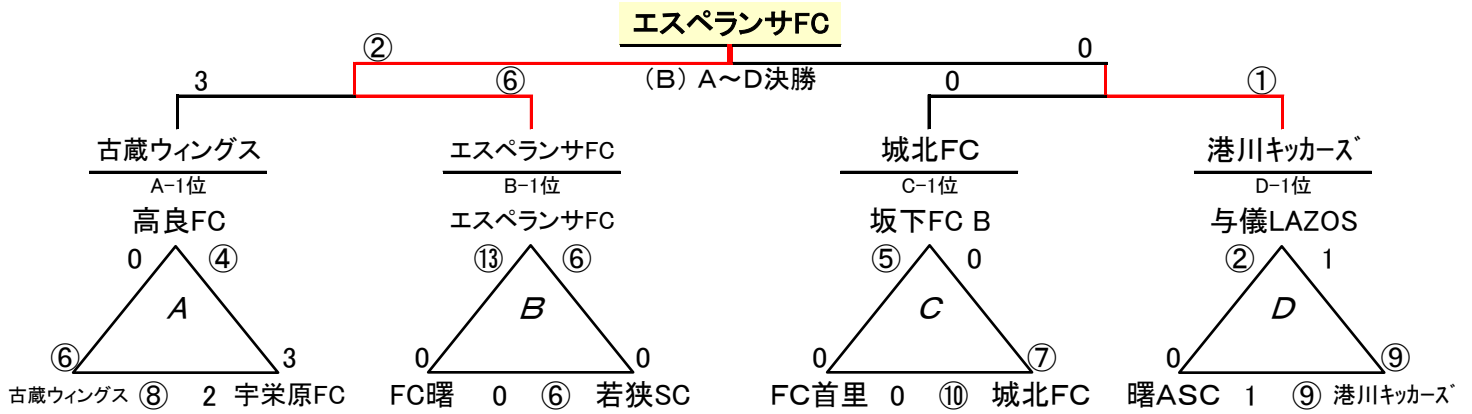 エスペランサFC
② 0
(B) A～D決勝
3 ⑥ 0 ①
古蔵ウィングス エスペランサFC 城北FC 港川キッカーズ
A-1位 B-1位 C-1位 D-1位
高良FC エスペランサFC 坂下FC B 与儀LAZOS
0 ④ ⑬ ⑥ ⑤ 0 ② 1
A B C D
⑥ 3 0 0 0 ⑦ 0 ⑨
古蔵ウィングス ⑧ 2 宇栄原FC FC曙 0 ⑥ 若狭SC FC首里 0 ⑩ 城北FC 曙ASC 1 ⑨ 港川キッカーズ